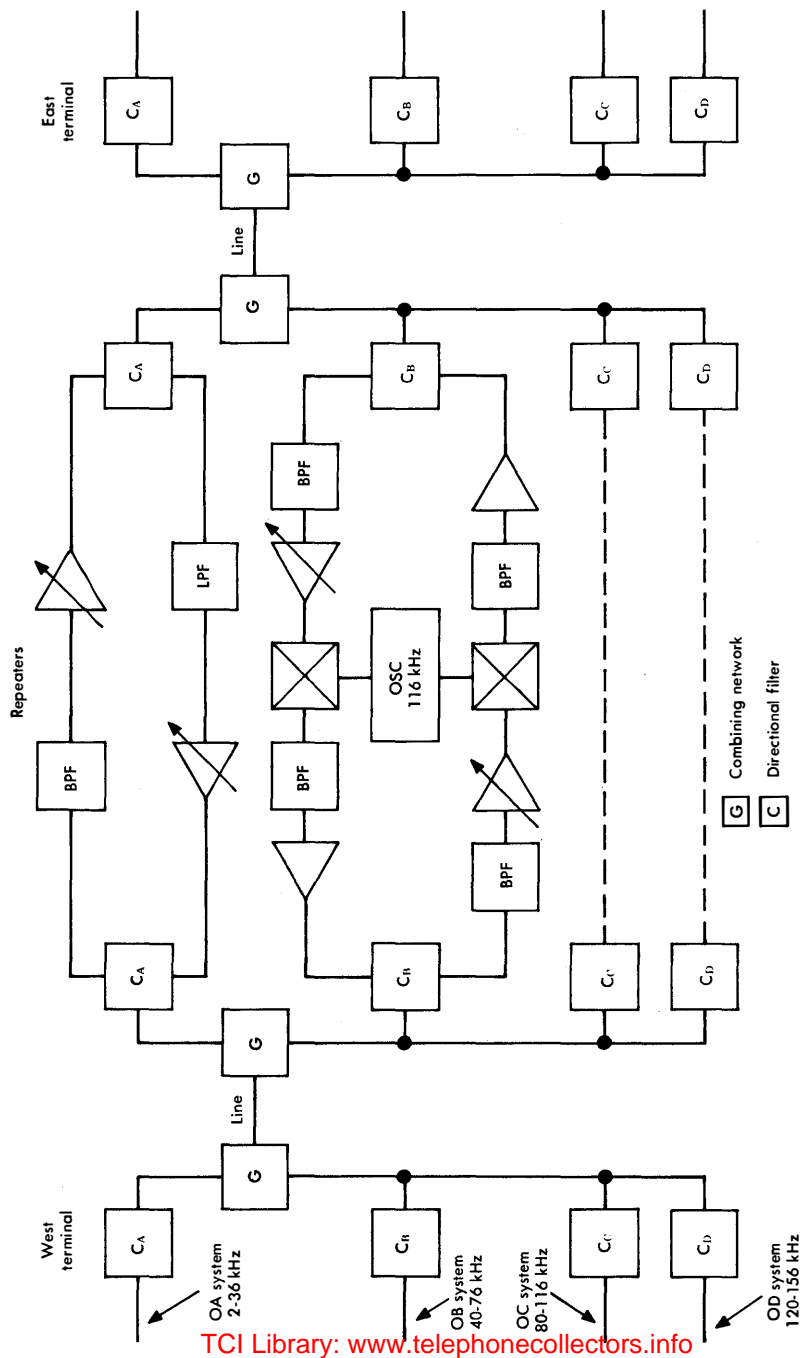 West
terminal
Repeaters
East
terminal
CA
CA
BPF
LPF
CA
CA
G
Line
G
G
Line
G
CB
CB
BPF
BPF
OSC
116 kHz
BPF
BPF
CB
CB
CC
CC
CC
CC
CD
CD
CD
CD
OA system
2-36 kHz
OB system
40-76 kHz
OC system
80-116 kHz
OD system
120-156 kHz
G Combining network
C Directional filter
TCI Library: www.telephonecollectors.info